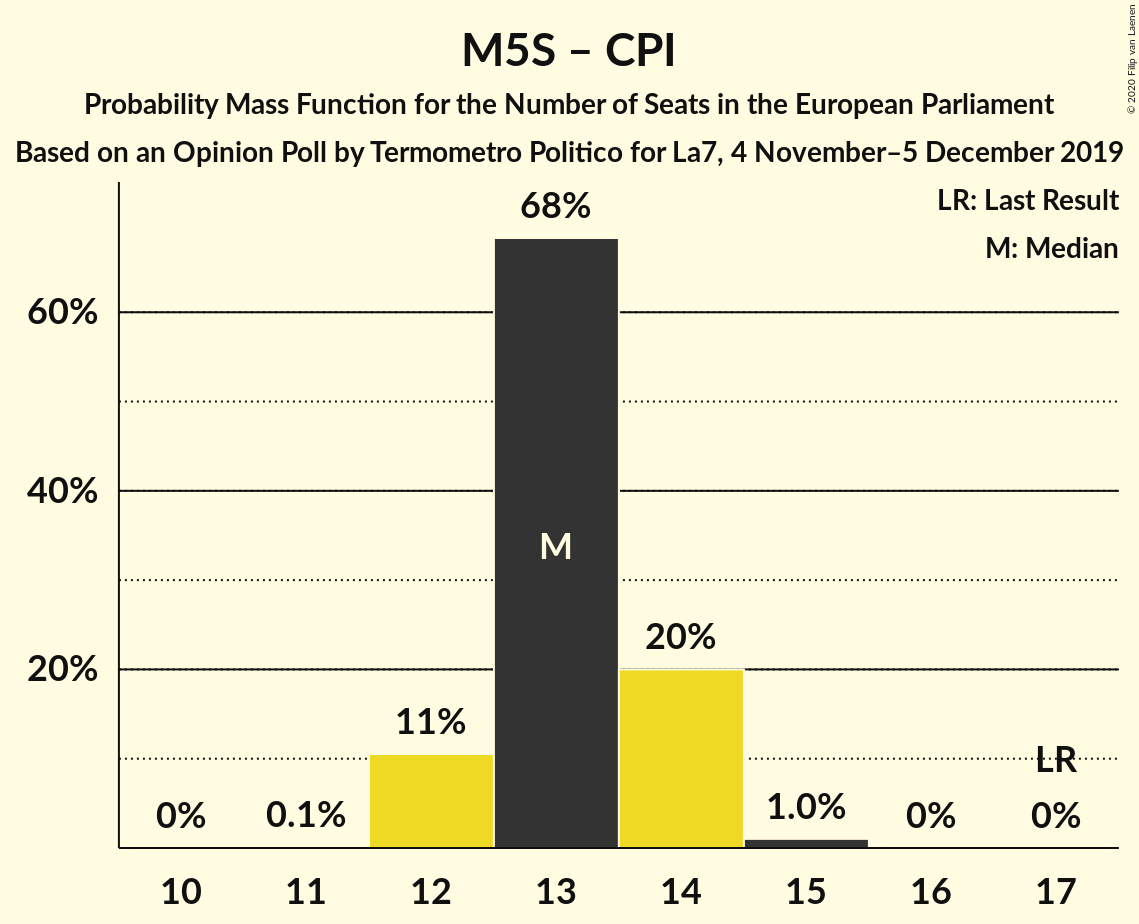 M5S – CPI
Probability Mass Function for the Number of Seats in the European Parliament
Based on an Opinion Poll by Termometro Politico for La7, 4 November–5 December 2019
© 2020 Filip van Laenen
LR: Last Result
M: Median
68%
60%
40%
M
20%
20%
11%
LR
0%
0.1%
1.0%
0%
0%
10 11 12 13 14 15 16 17